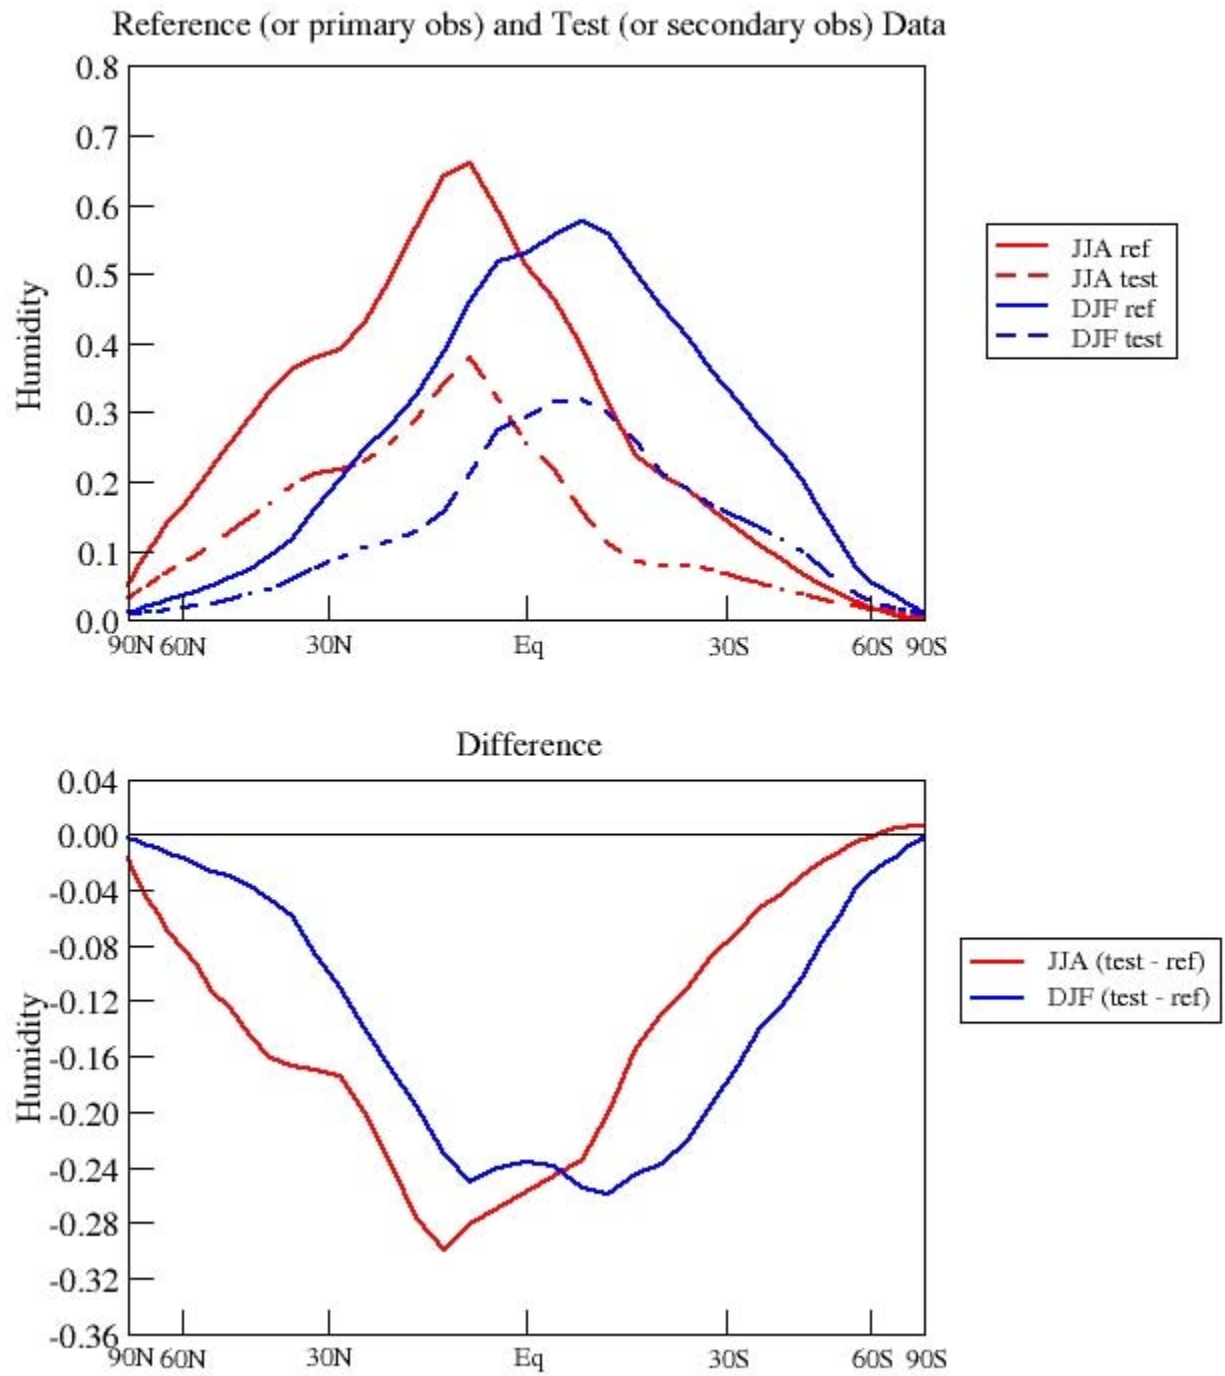 Reference (or primary obs) and Test (or secondary obs) Data
0.8
0.7
0.6
0.5
0.4
0.3
0.2
0.1
0.0
Humidity
90N 60N 30N Eq 30S 60S 90S
JJA ref
JJA test
DJF ref
DJF test
Difference
0.04
0.00
-0.04
-0.08
-0.12
-0.16
-0.20
-0.24
-0.28
-0.32
-0.36
Humidity
90N 60N 30N Eq 30S 60S 90S
JJA (test - ref)
DJF (test - ref)